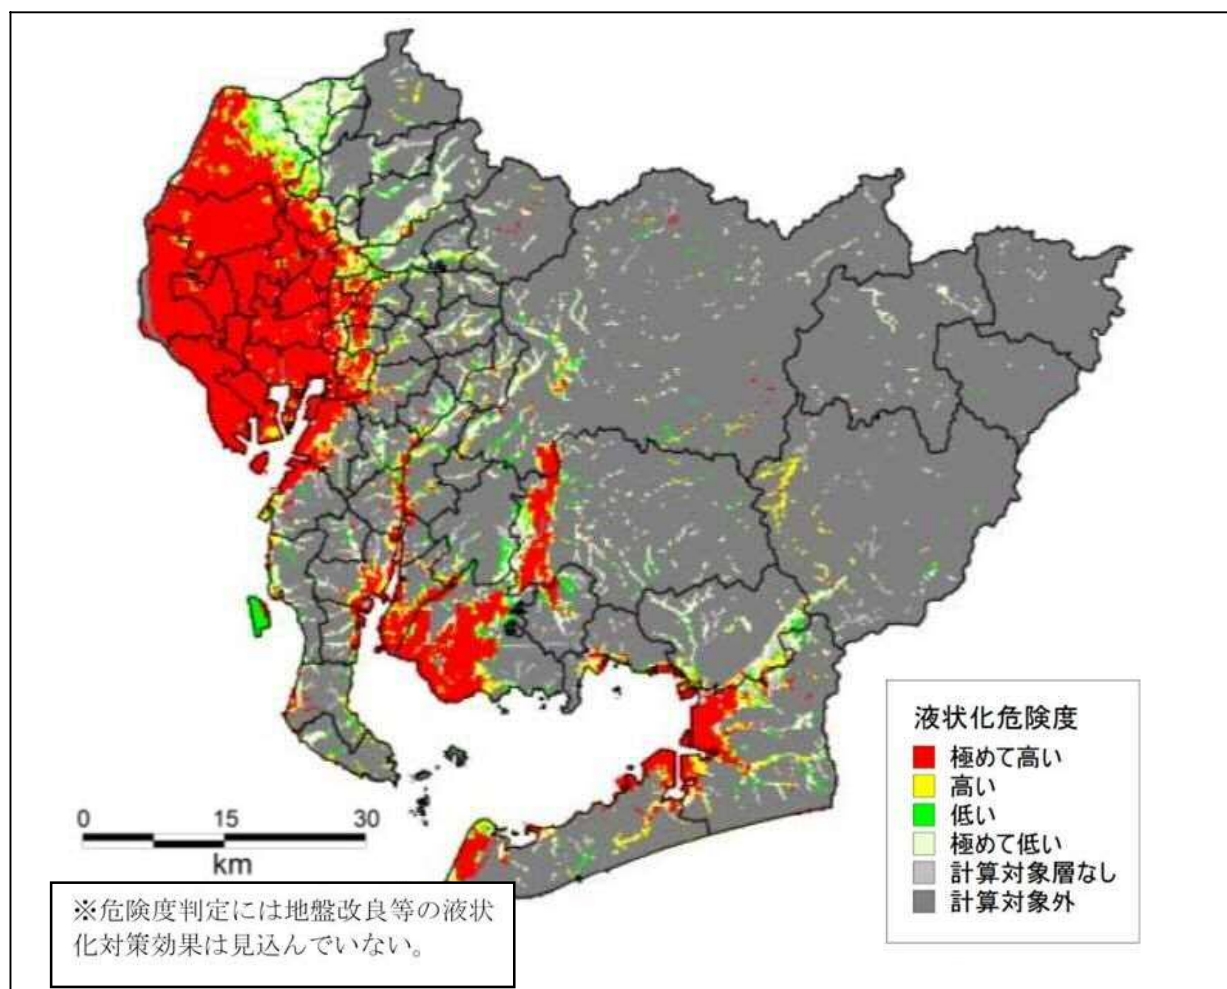 液状化危険度
極めて高い
高い
低い
極めて低い
計算対象層なし
計算対象外
0 15 30
km
※危険度判定には地盤改良等の液状
化対策効果は見込んでいない。